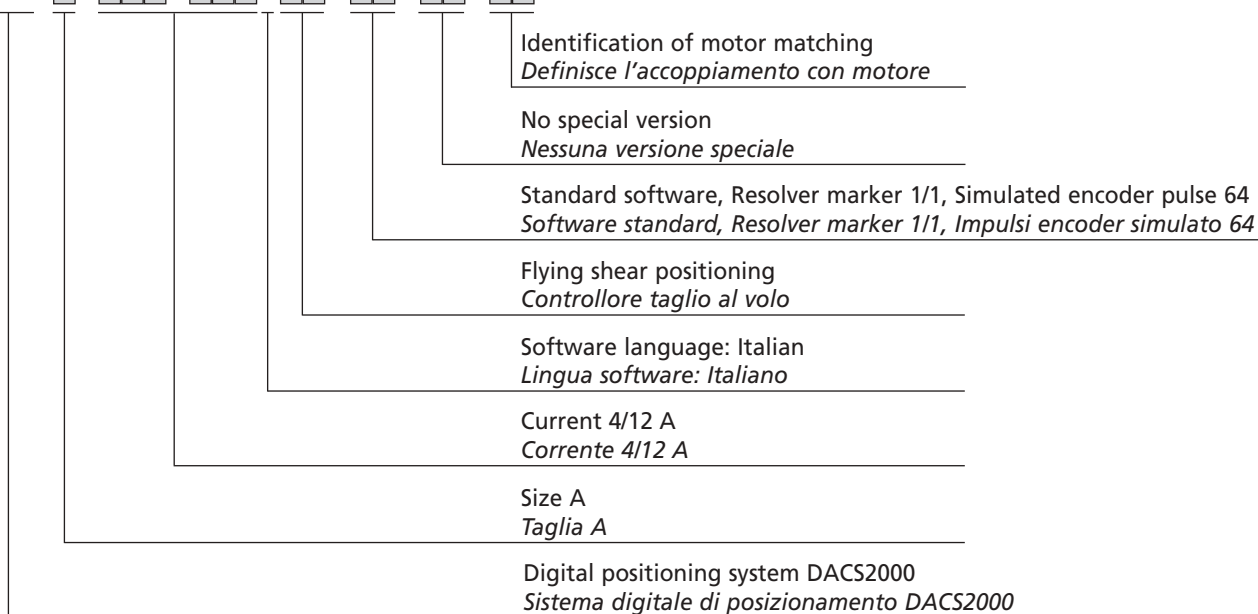 Identification of motor matching
Definisce l'accoppiamento con motore
No special version
Nessuna versione speciale
Standard software, Resolver marker 1/1, Simulated encoder pulse 64
Software standard, Resolver marker 1/1, Impulsi encoder simulato 64
Flying shear positioning
Controllore taglio al volo
Software language: Italian
Lingua software: Italiano
Current 4/12 A
Corrente 4/12 A
Size A
Taglia A
Digital positioning system DACS2000
Sistema digitale di posizionamento DACS2000